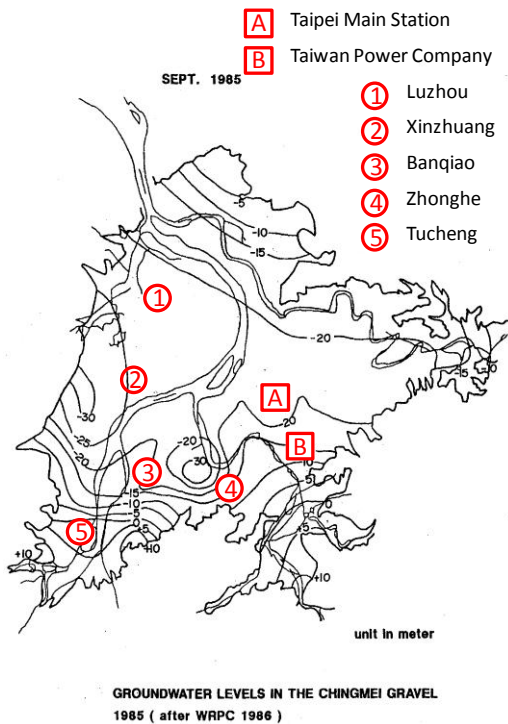 A Taipei Main Station
B Taiwan Power Company
SEPT. 1985
1 Luzhou
2 Xinzhuang
3 Banqiao
4 Zhonghe
5 Tucheng
-5
-10
-15
1
-20
-5
0
2
A
-30
-20
-25
-20
B
-20
-10
3
-30
-5
4
-15
-10
-5
0
0
+5
5
+5
+10
+10
+10
unit in meter
GROUNDWATER LEVELS IN THE CHINGMEI GRAVEL
1985 ( after WRPC 1986 )